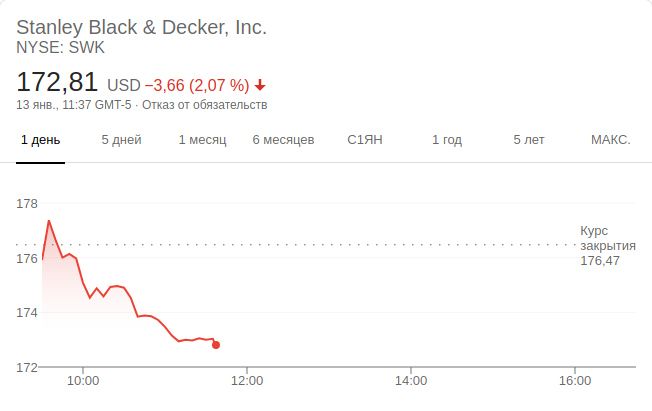 Stanley Black & Decker, Inc.
NYSE: SWK
172,81 USD −3,66 (2,07 %)
13 янв., 11:37 GMT-5 · Отказ от обязательств
1 день 5 дней 1 месяц 6 месяцев С1ЯН 1 год 5 лет МАКС.
178
Курс
закрытия
176,47
176
174
172
10:00 12:00 14:00 16:00